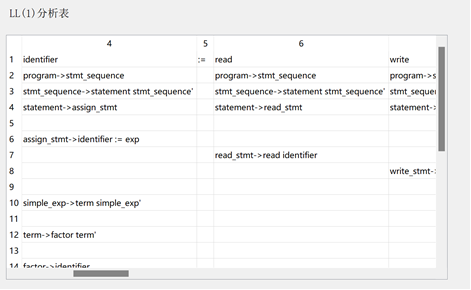 LL(1)分析表
4 5 6
1 identifier := read write
2 program->stmt_sequence program->stmt_sequence program->s
3 stmt_sequence->statement stmt_sequence' stmt_sequence->statement stmt_sequence' stmt_seque
4 statement->assign_stmt statement->read_stmt statement->
5
6 assign_stmt->identifier := exp
7 read_stmt->read identifier
8 write_stmt->
9
10 simple_exp->term simple_exp'
11
12 term->factor term'
13
14 factor->identifier